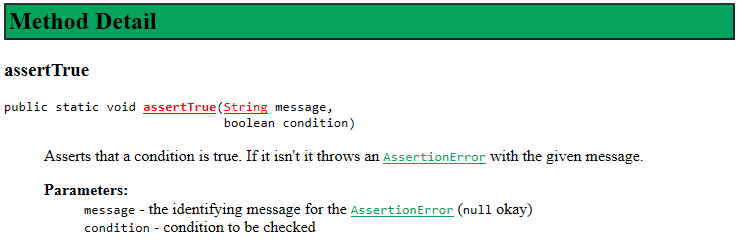 Method Detail
assertTrue
public static void assertTrue(String message,
boolean condition)
Asserts that a condition is true. If it isn't it throws an AssertionError with the given message.
Parameters:
message - the identifying message for the AssertionError (null okay)
condition - condition to be checked